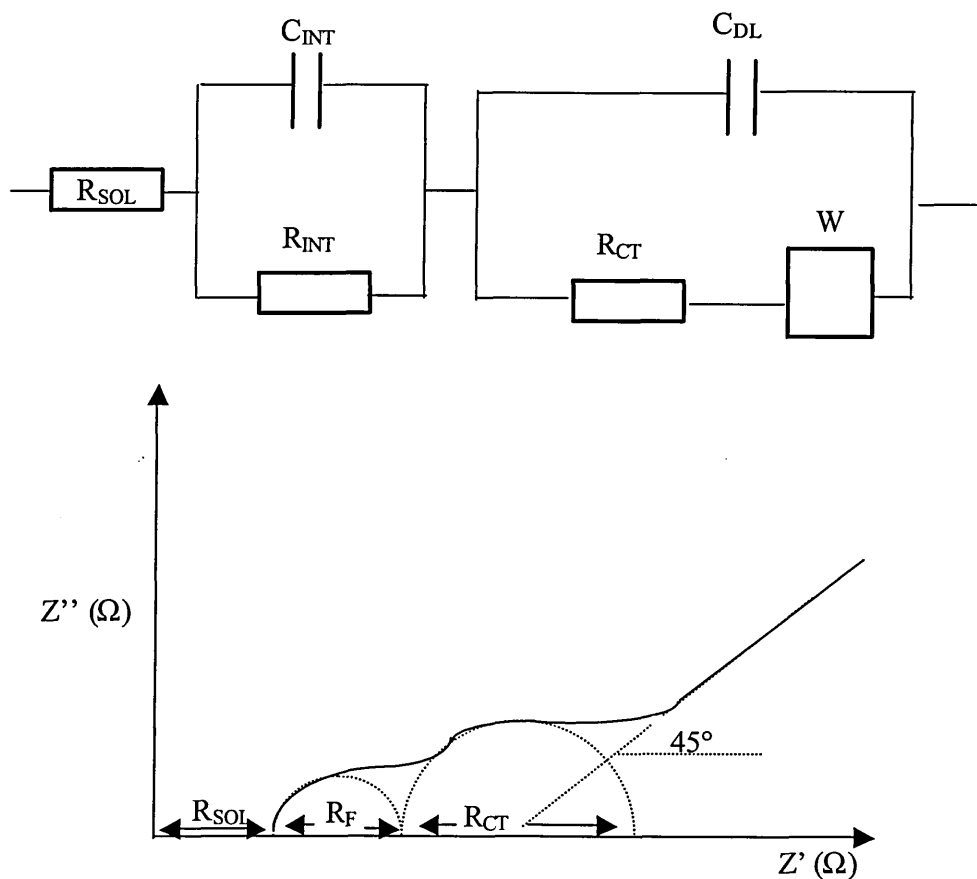 C_INT
C_DL
R_SOL
R_INT
R_CT
W
Z’’ (Ω)
45°
R_SOL
R_F
R_CT
Z’ (Ω)